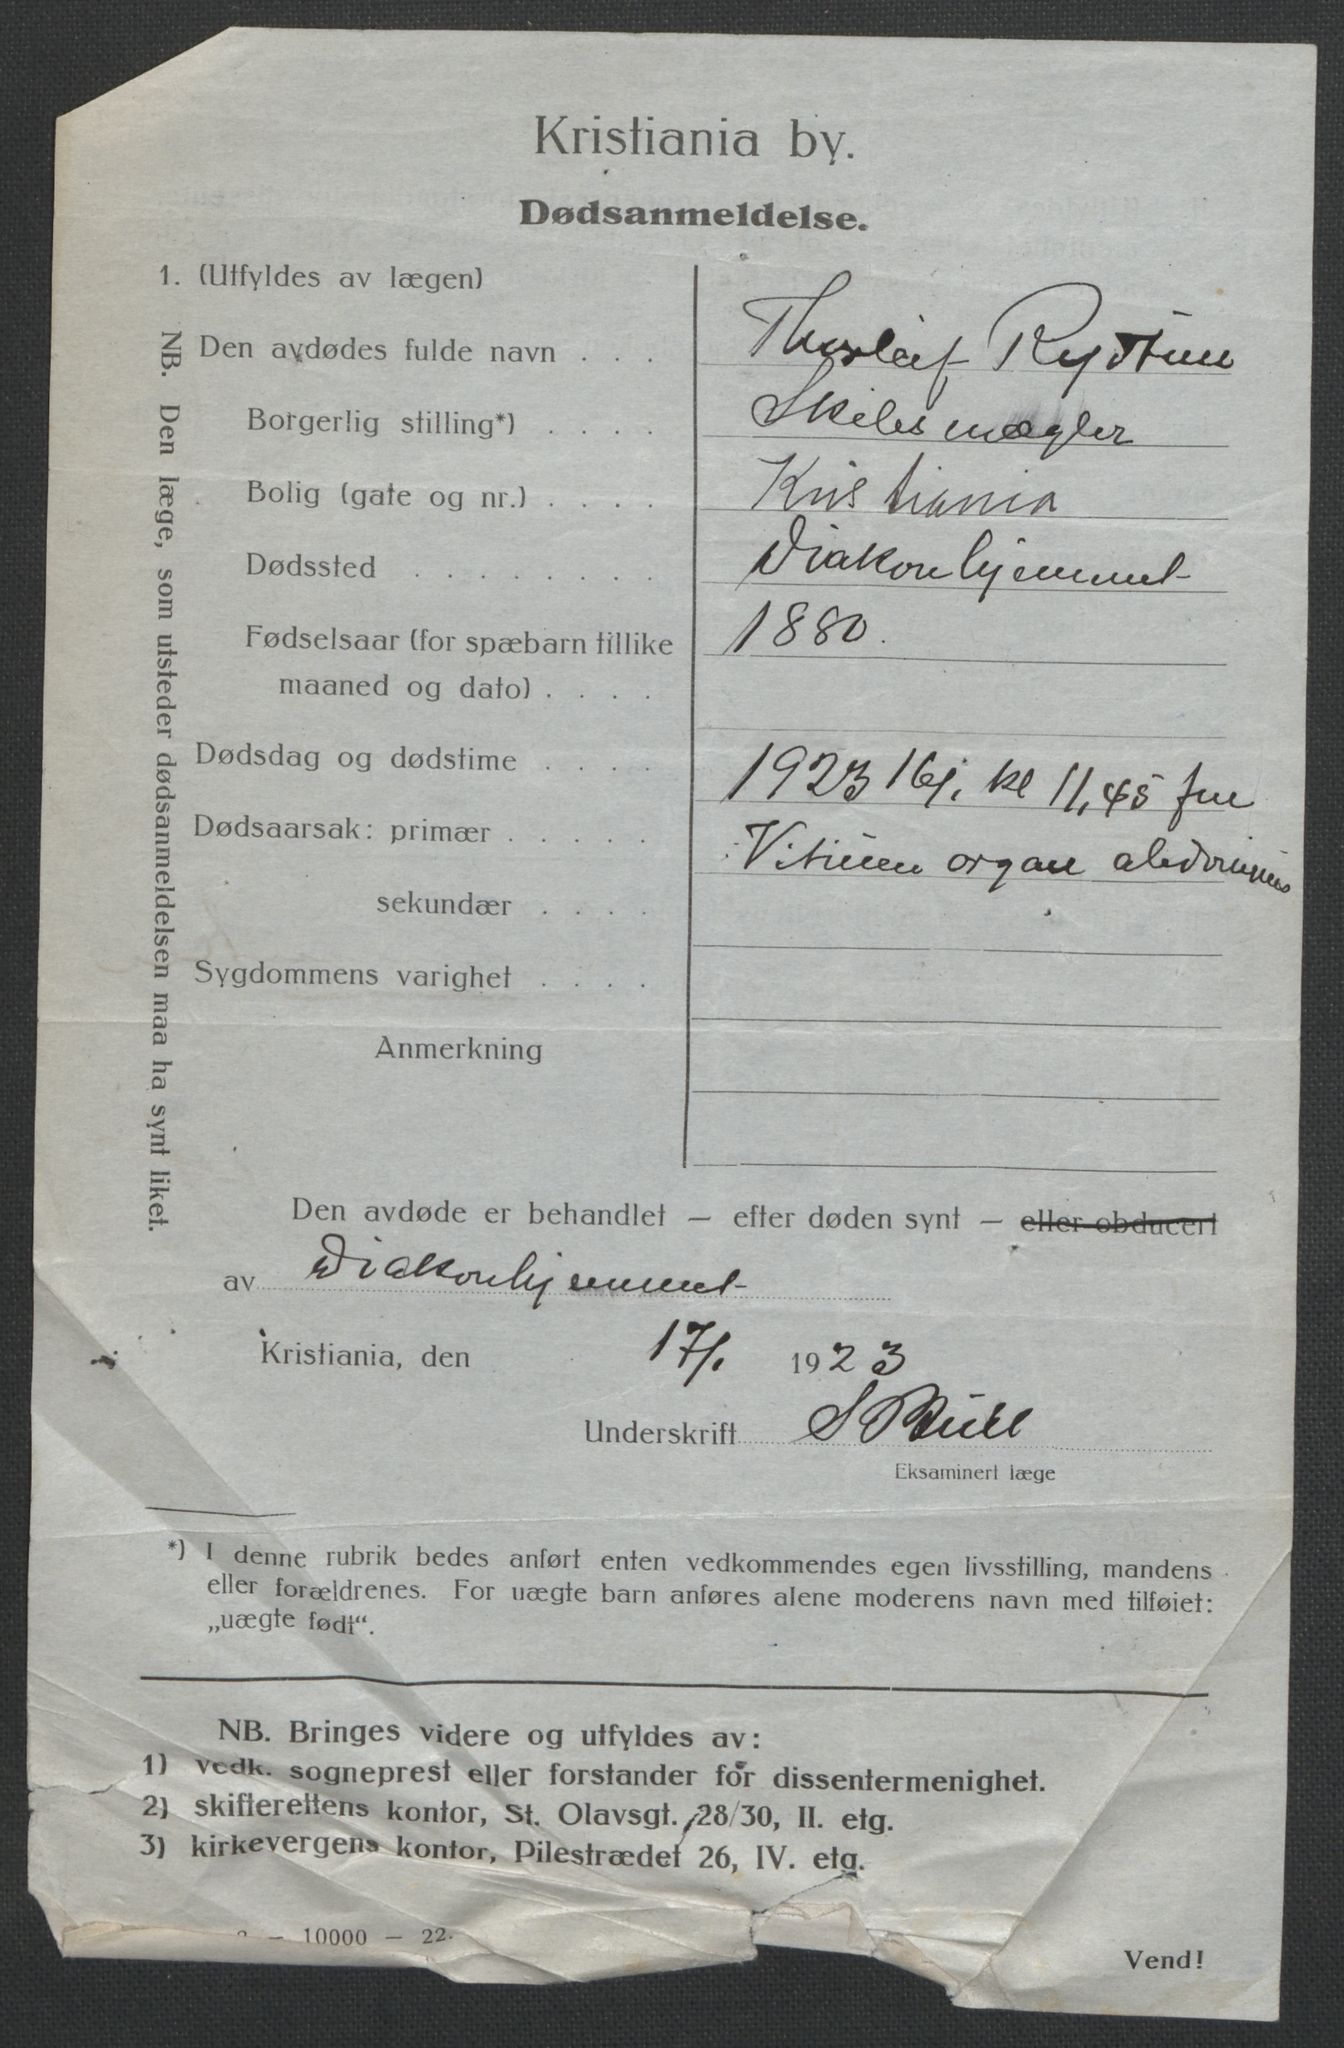 Kristiania by.
Dødsanmeldelse.
1. (Utfyldes av lægen)
Den avdødes fulde navn . . . Thorleif
Borgerlig stilling*) . . . . Skibsmægler
Bolig (gate og nr.) . . . . Kristiania
Dødssted . . . . . . . . . Diakonhjemmet
Fødselsaar (for spæbarn tillike 1880.
maaned og dato) . . . .
Dødsdag og dødstime . . . . 1923 16/1. kl 11,45 fm
Dødsaarsak: primær . . . . . Vitium organ abdominis
sekundær . . . .
Sygdommens varighet . . . .
Anmerkning
NB. Den læge, som utsteder dødsanmeldelsen maa ha synt liket.
Den avdøde er behandlet — efter døden synt — eller obducert
av Diakonhjemmet
Kristiania, den 17/1. 1923
Underskrift S Bull
Eksaminert læge
*) I denne rubrik bedes anført enten vedkommendes egen livsstilling, mandens
eller forældrenes. For uægte barn anføres alene moderens navn med tilføiet:
„uægte født“.
NB. Bringes videre og utfyldes av:
1) vedk. sogneprest eller forstander for dissentermenighet.
2) skifterettens kontor, St. Olavsgt. 28/30, II. etg.
3) kirkevergens kontor, Pilestrædet 26, IV. etg.
— 10000 — 22.
Vend!